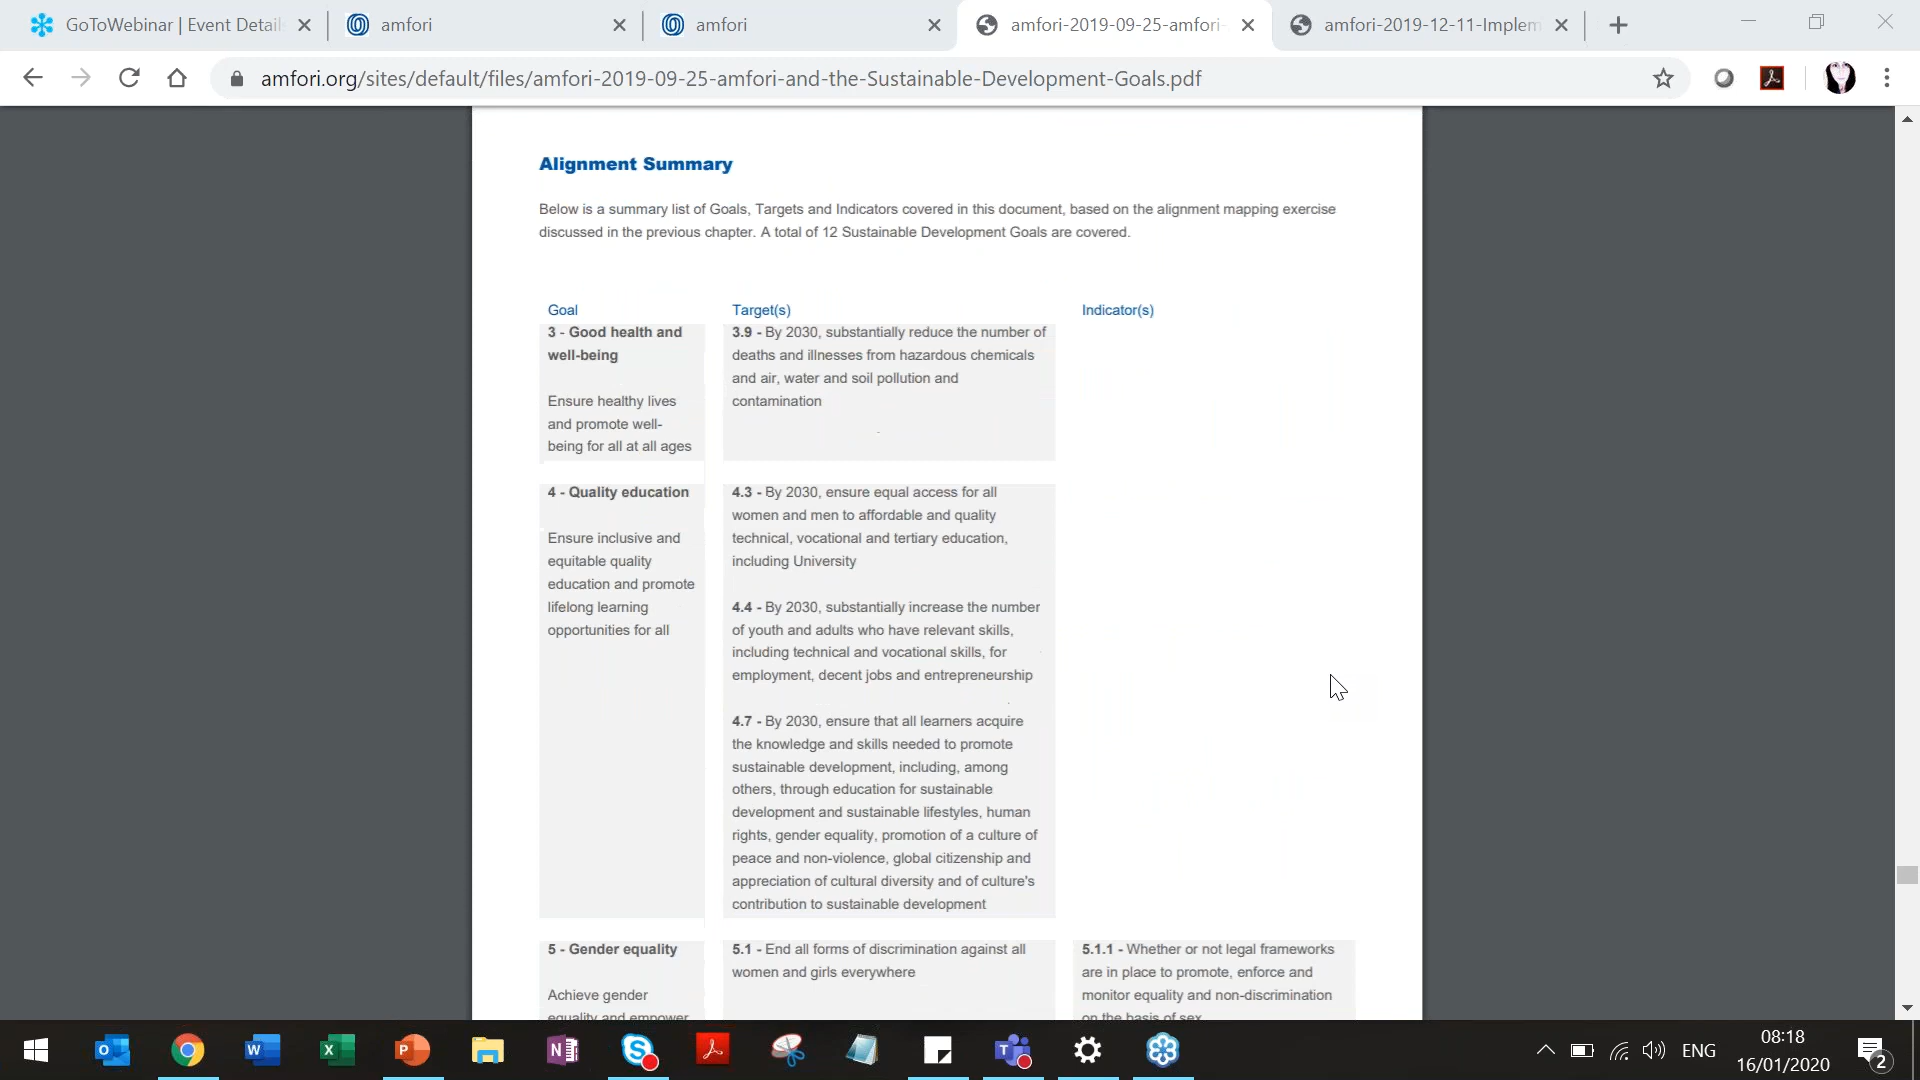 GoToWebinar | Event Details
amfori
amfori
amfori-2019-09-25-amfori-
amfori-2019-12-11-Implem
amfori.org/sites/default/files/amfori-2019-09-25-amfori-and-the-Sustainable-Development-Goals.pdf
Alignment Summary
Below is a summary list of Goals, Targets and Indicators covered in this document, based on the alignment mapping exercise
discussed in the previous chapter. A total of 12 Sustainable Development Goals are covered.
Goal
Target(s)
Indicator(s)
3 - Good health and
well-being
Ensure healthy lives
and promote well-
being for all at all ages
3.9 - By 2030, substantially reduce the number of
deaths and illnesses from hazardous chemicals
and air, water and soil pollution and
contamination
4 - Quality education
Ensure inclusive and
equitable quality
education and promote
lifelong learning
opportunities for all
4.3 - By 2030, ensure equal access for all
women and men to affordable and quality
technical, vocational and tertiary education,
including University
4.4 - By 2030, substantially increase the number
of youth and adults who have relevant skills,
including technical and vocational skills, for
employment, decent jobs and entrepreneurship
4.7 - By 2030, ensure that all learners acquire
the knowledge and skills needed to promote
sustainable development, including, among
others, through education for sustainable
development and sustainable lifestyles, human
rights, gender equality, promotion of a culture of
peace and non-violence, global citizenship and
appreciation of cultural diversity and of culture's
contribution to sustainable development
5 - Gender equality
Achieve gender
equality and empower
5.1 - End all forms of discrimination against all
women and girls everywhere
5.1.1 - Whether or not legal frameworks
are in place to promote, enforce and
monitor equality and non-discrimination
on the basis of sex
ENG
08:18
16/01/2020
2